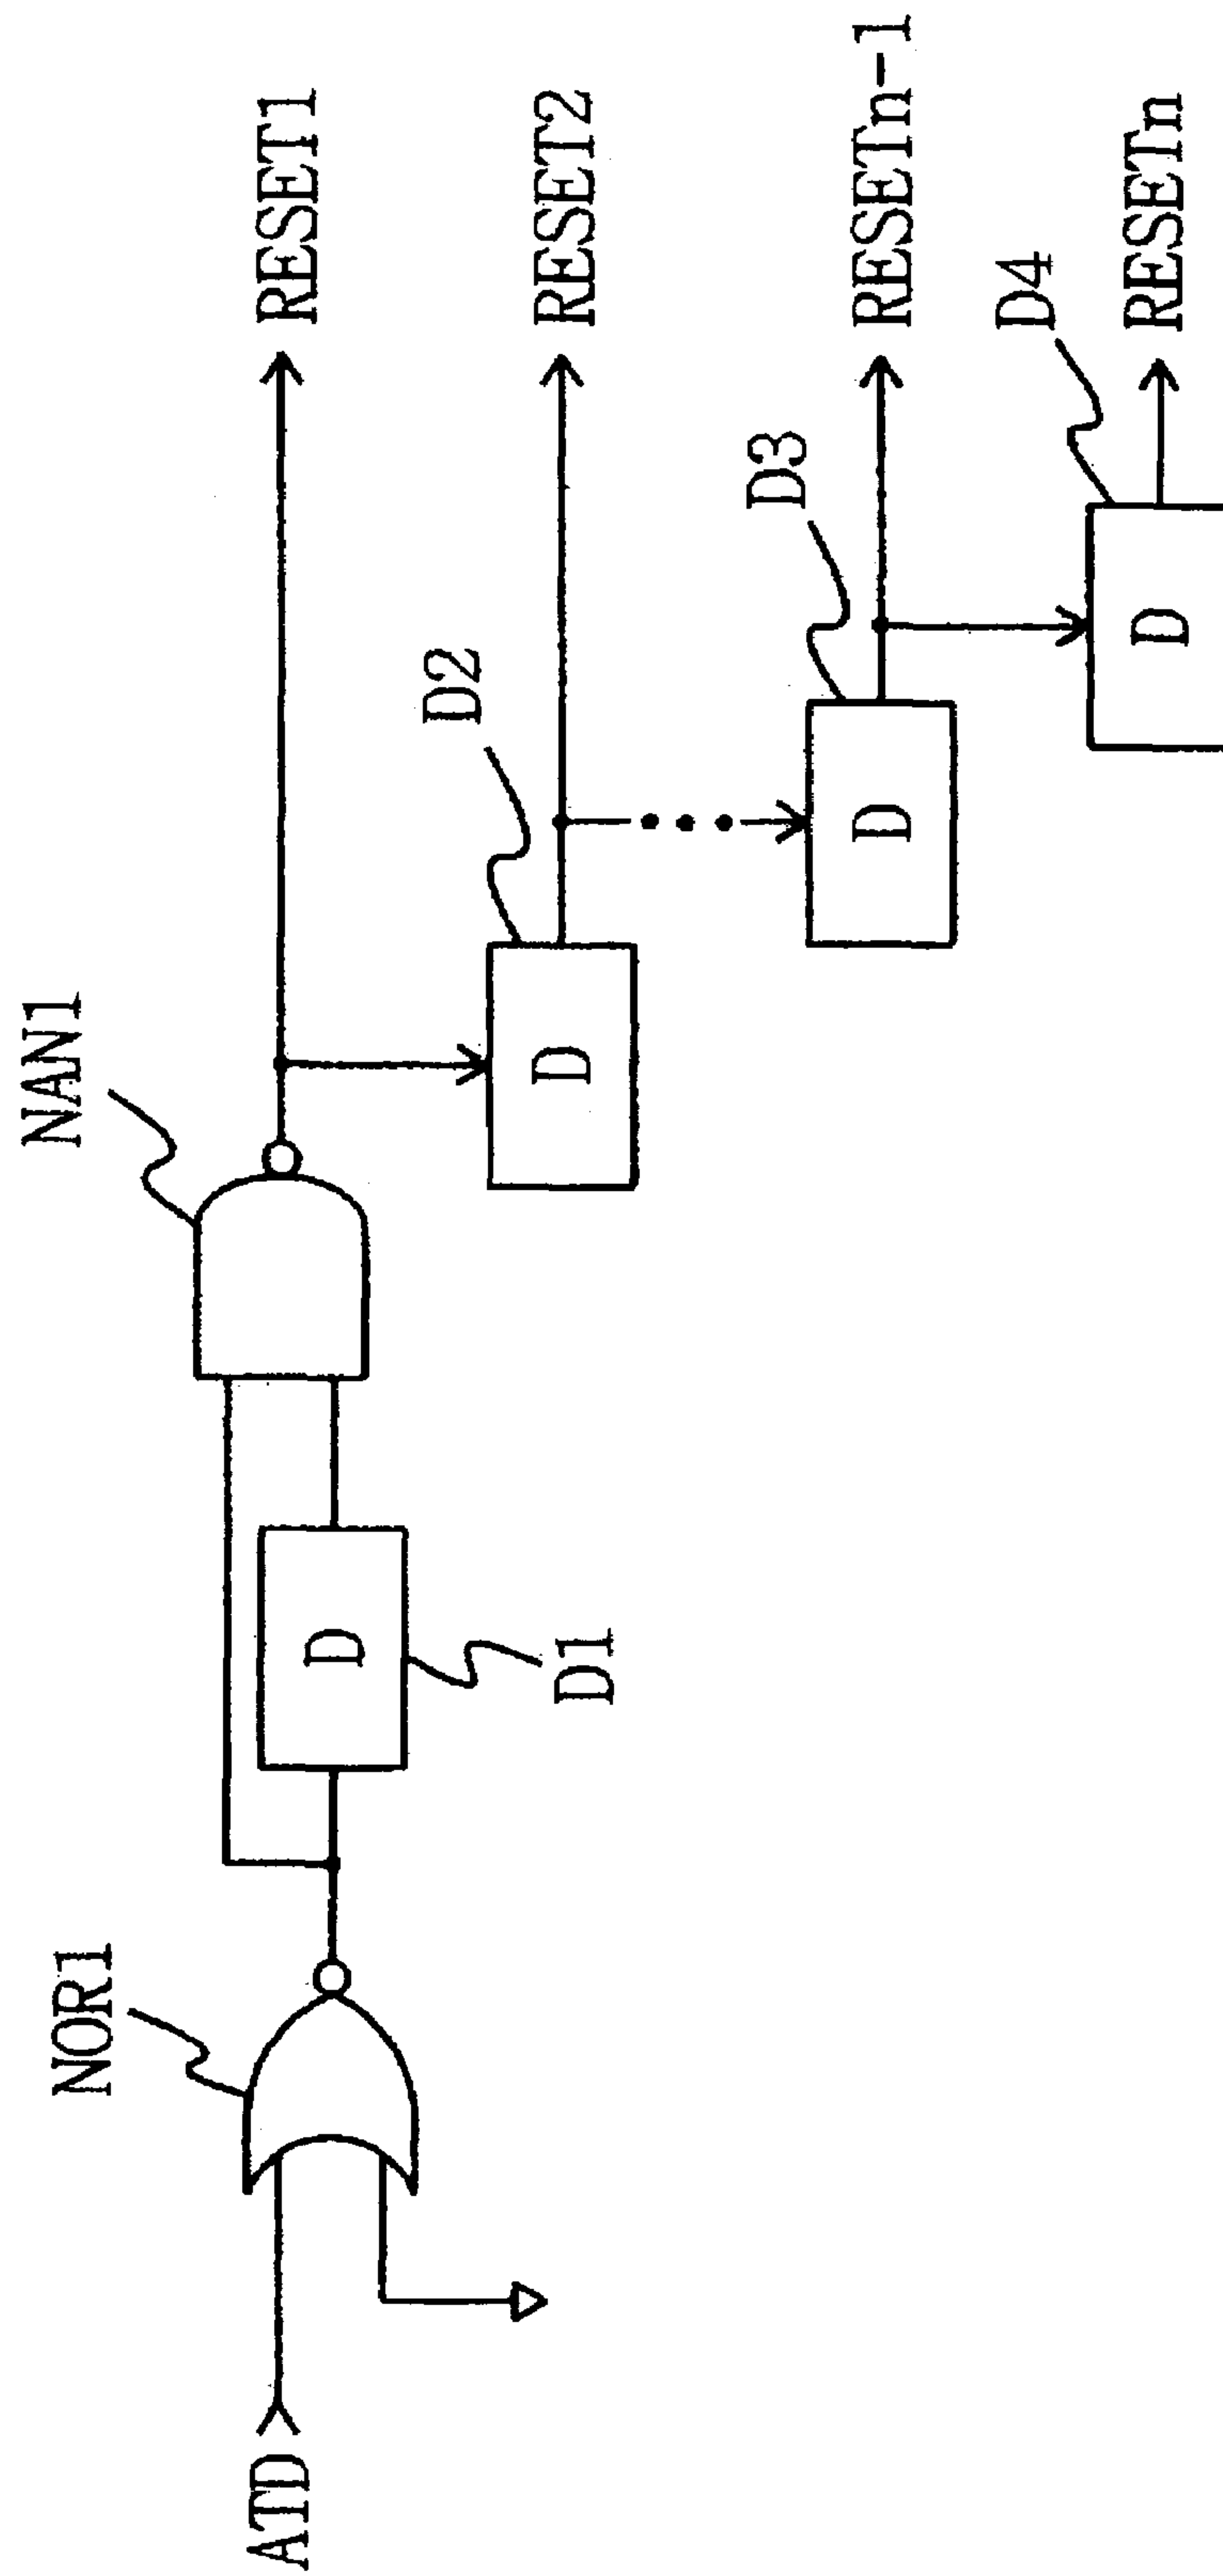 ATD
NOR1
D
D1
NAN1
RESET1
D
D2
RESET2
D
D3
RESETn-1
D
D4
RESETn